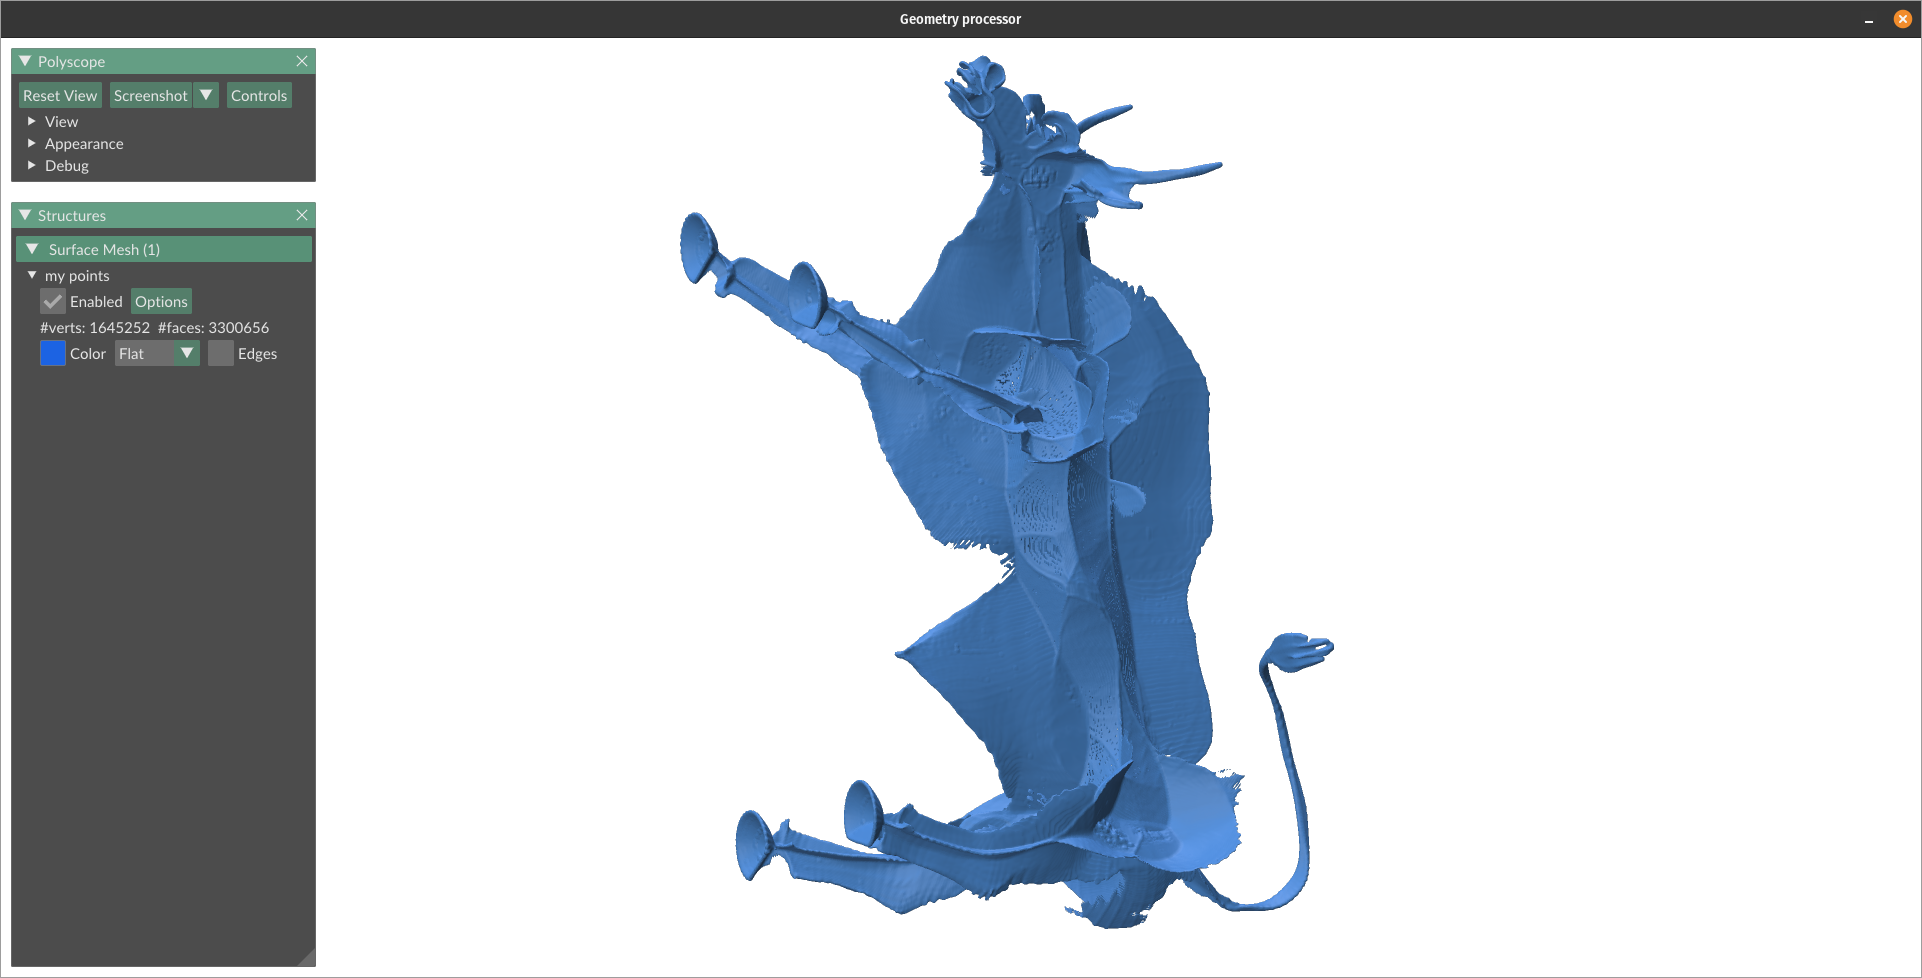 Geometry processor
Polyscope
Reset View Screenshot Controls
View
Appearance
Debug
Structures
Surface Mesh (1)
my points
Enabled Options
#verts: 1645252 #faces: 3300656
Color Flat Edges